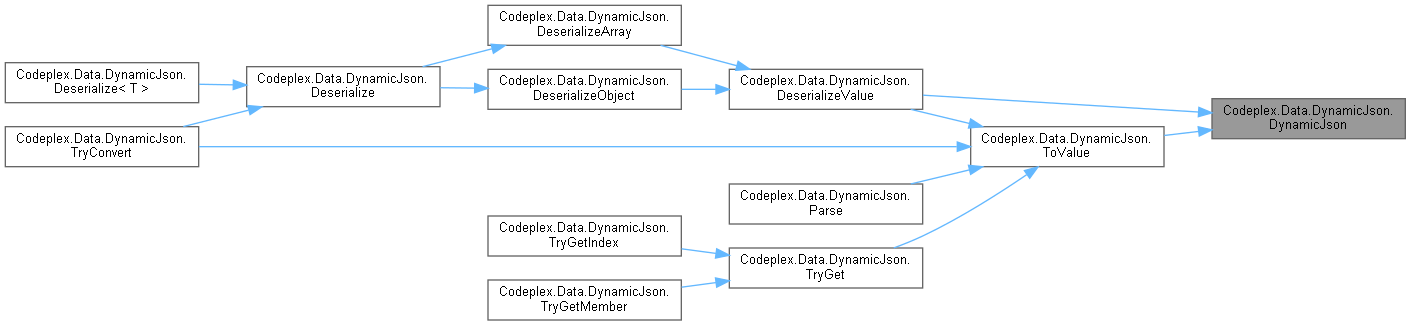 Codeplex.Data.DynamicJson.
DeserializeArray
Codeplex.Data.DynamicJson.
Deserialize< T >
Codeplex.Data.DynamicJson.
Deserialize
Codeplex.Data.DynamicJson.
DeserializeObject
Codeplex.Data.DynamicJson.
DeserializeValue
Codeplex.Data.DynamicJson.
DynamicJson
Codeplex.Data.DynamicJson.
TryConvert
Codeplex.Data.DynamicJson.
ToValue
Codeplex.Data.DynamicJson.
Parse
Codeplex.Data.DynamicJson.
TryGetIndex
Codeplex.Data.DynamicJson.
TryGet
Codeplex.Data.DynamicJson.
TryGetMember